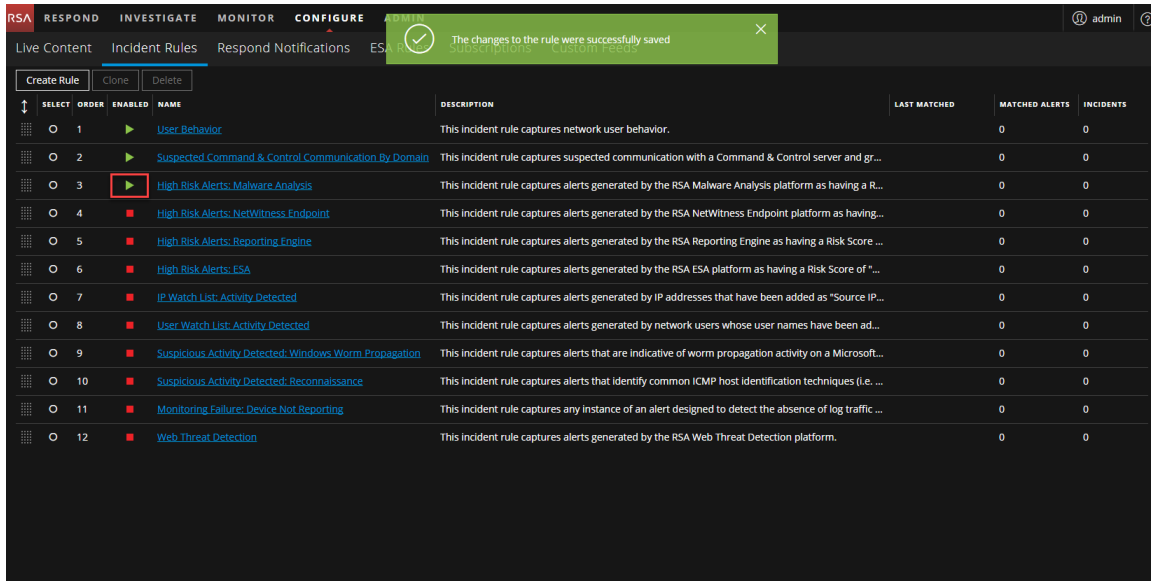 RSA RESPOND INVESTIGATE MONITOR CONFIGURE ADMIN admin
The changes to the rule were successfully saved
Live Content Incident Rules Respond Notifications ESA Rules Subscriptions Custom Feeds
Create Rule Clone Delete
SELECT ORDER ENABLED NAME DESCRIPTION LAST MATCHED MATCHED ALERTS INCIDENTS
1 User Behavior This incident rule captures network user behavior. 0 0
2 Suspected Command & Control Communication By Domain This incident rule captures suspected communication with a Command & Control server and gr... 0 0
3 High Risk Alerts: Malware Analysis This incident rule captures alerts generated by the RSA Malware Analysis platform as having a R... 0 0
4 High Risk Alerts: NetWitness Endpoint This incident rule captures alerts generated by the RSA NetWitness Endpoint platform as having... 0 0
5 High Risk Alerts: Reporting Engine This incident rule captures alerts generated by the RSA Reporting Engine as having a Risk Score ... 0 0
6 High Risk Alerts: ESA This incident rule captures alerts generated by the RSA ESA platform as having a Risk Score of "... 0 0
7 IP Watch List: Activity Detected This incident rule captures alerts generated by IP addresses that have been added as "Source IP... 0 0
8 User Watch List: Activity Detected This incident rule captures alerts generated by network users whose user names have been ad... 0 0
9 Suspicious Activity Detected: Windows Worm Propagation This incident rule captures alerts that are indicative of worm propagation activity on a Microsoft... 0 0
10 Suspicious Activity Detected: Reconnaissance This incident rule captures alerts that identify common ICMP host identification techniques (i.e. ... 0 0
11 Monitoring Failure: Device Not Reporting This incident rule captures any instance of an alert designed to detect the absence of log traffic ... 0 0
12 Web Threat Detection This incident rule captures alerts generated by the RSA Web Threat Detection platform. 0 0